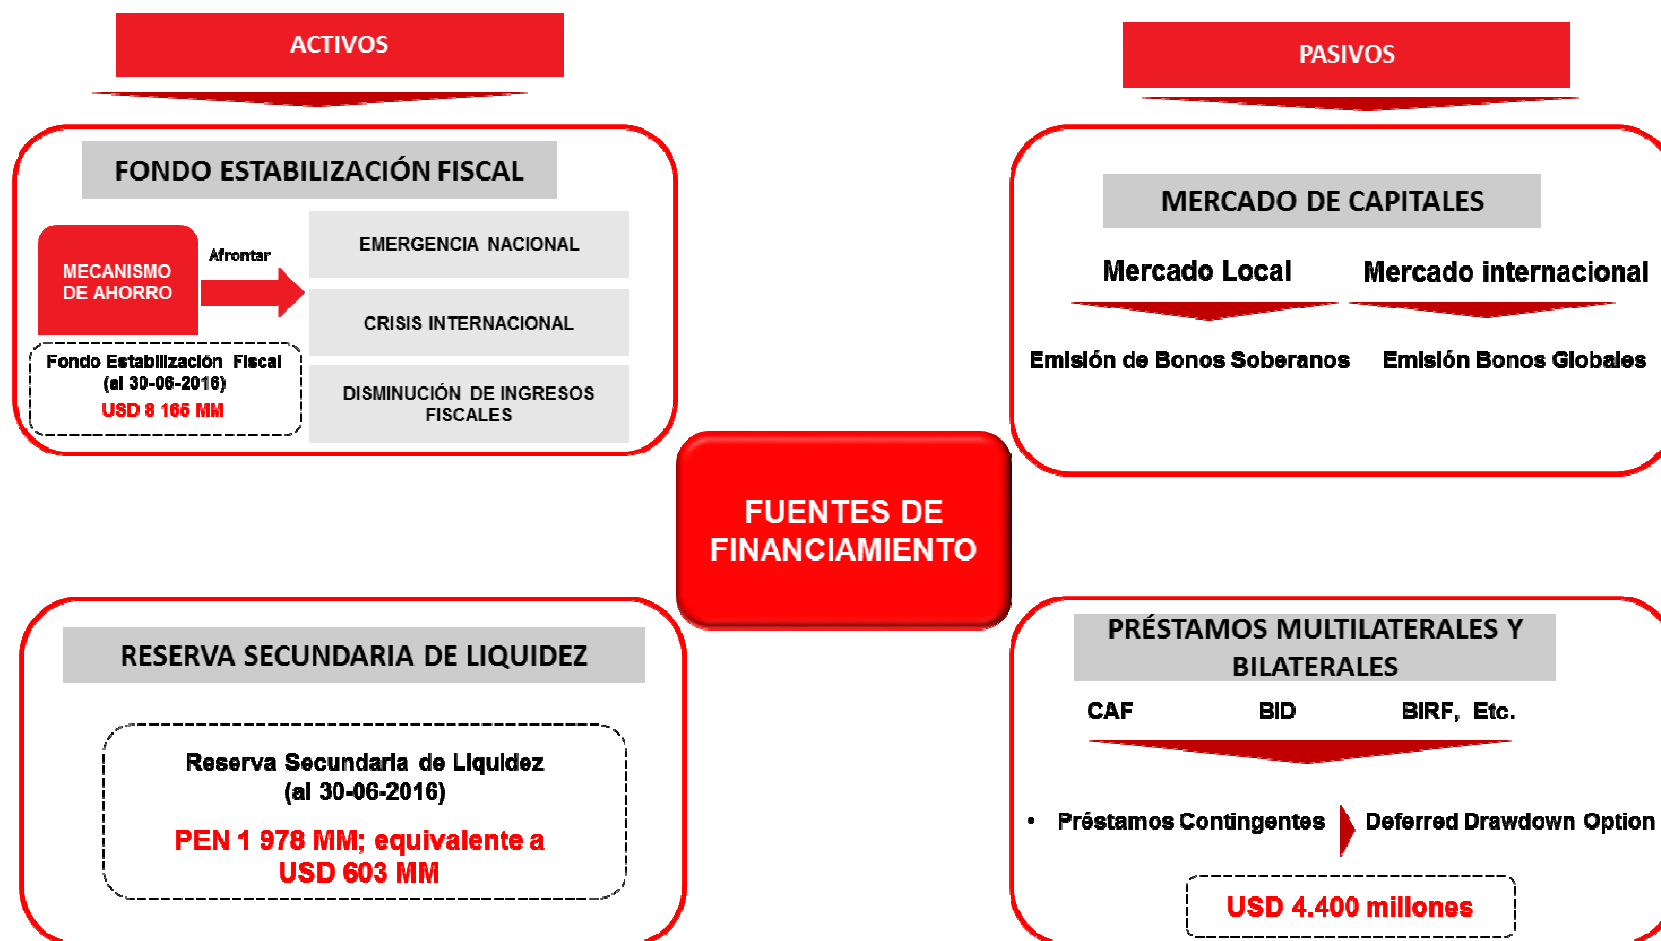 ACTIVOS
FONDO ESTABILIZACIÓN FISCAL
MECANISMO
DE AHORRO
Afrontar
EMERGENCIA NACIONAL
CRISIS INTERNACIONAL
DISMINUCIÓN DE INGRESOS
FISCALES
Fondo Estabilización Fiscal
(al 30-06-2016)
USD 8 165 MM
PASIVOS
MERCADO DE CAPITALES
Mercado Local
Mercado internacional
Emisión de Bonos Soberanos
Emisión Bonos Globales
FUENTES DE
FINANCIAMIENTO
RESERVA SECUNDARIA DE LIQUIDEZ
Reserva Secundaria de Liquidez
(al 30-06-2016)
PEN 1 978 MM; equivalente a
USD 603 MM
PRÉSTAMOS MULTILATERALES Y
BILATERALES
CAF BID BIRF, Etc.
• Préstamos Contingentes Deferred Drawdown Option
USD 4.400 millones